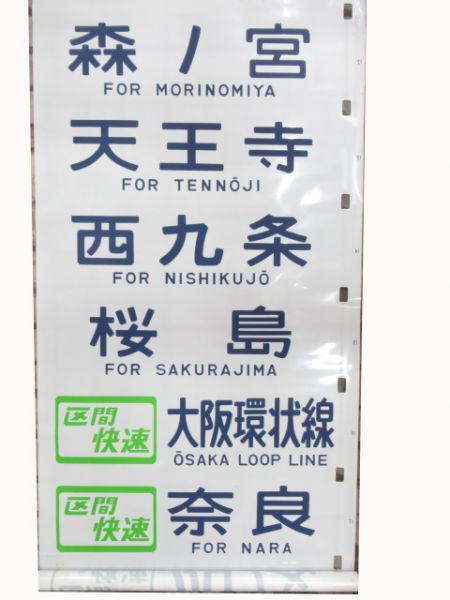 森ノ宮
FOR MORINOMIYA
天王寺
FOR TENNŌJI
西九条
FOR NISHIKUJŌ
桜島
FOR SAKURAJIMA
区間快速 大阪環状線
ŌSAKA LOOP LINE
区間快速 奈良
FOR NARA